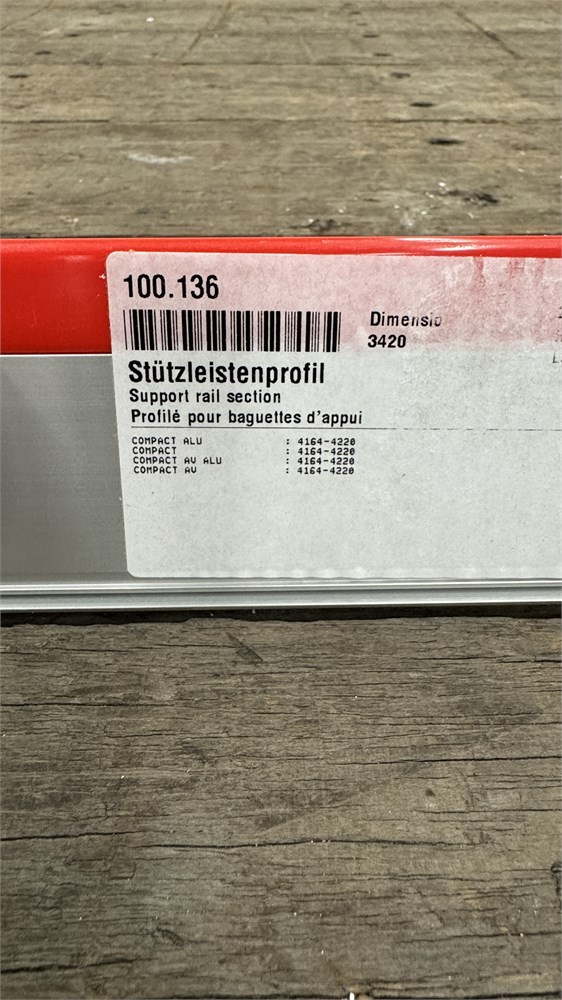 100.136
Dimensio
3420
Stützleistenprofil
Support rail section
Profilé pour baguettes d'appui
COMPACT ALU : 4164-4220
COMPACT : 4164-4220
COMPACT AV ALU : 4164-4220
COMPACT AV : 4164-4220